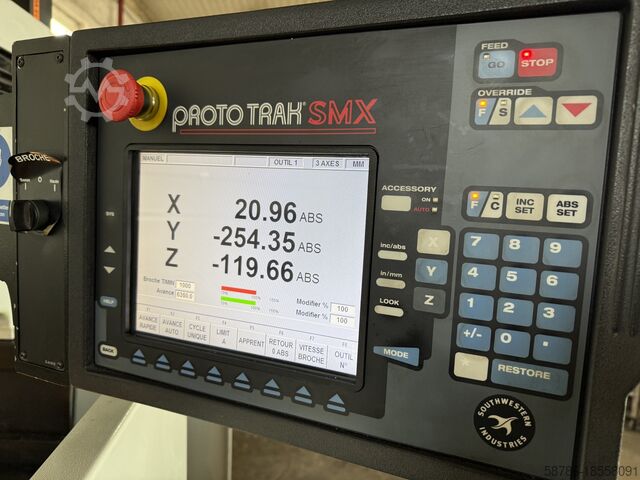 PROTO TRAK® SMX
FEED
GO
STOP
OVERRIDE
F S
BROCHE
MANUEL
OUTIL 1
3 AXES
MM
X 20.96 ABS
Y -254.35 ABS
Z -119.66 ABS
Broche T/MIN 1000
Avance
Modifier % 100
Modifier % 100
AVANCE RAPIDE
AVANCE AUTO
CYCLE UNIQUE
LIMIT A
APPRENT
RETOUR 0 ABS
VITESSE BROCHE
OUTIL N°
SYS
HELP
BACK
ACCESSORY
ON
AUTO
inc/abs
in/mm
LOOK
MODE
F C
INC SET
ABS SET
X
Y
Z
7 8 9
4 5 6
1 2 3
+/- 0 .
* RESTORE
SOUTHWESTERN INDUSTRIES